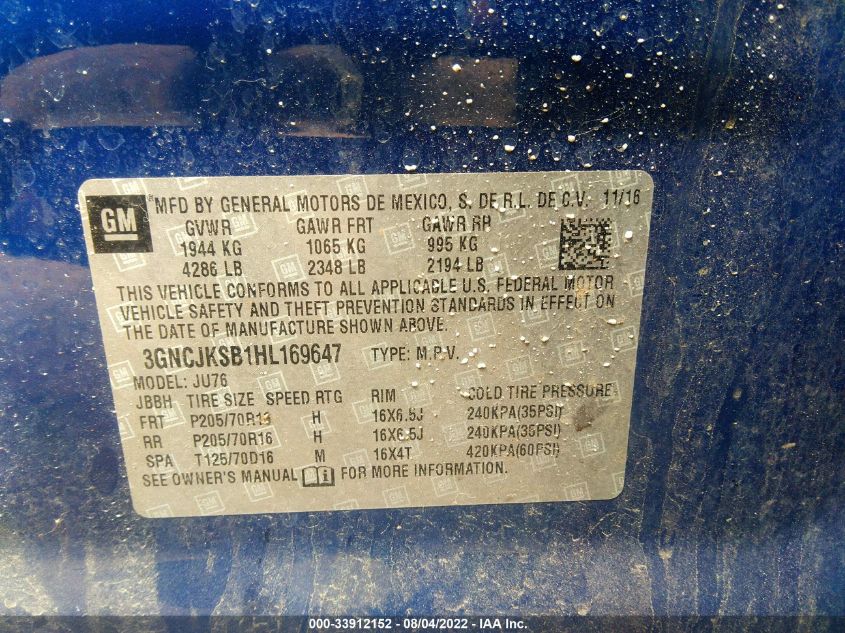 GM
® MFD BY GENERAL MOTORS DE MEXICO, S. DE R.L. DE C.V. 11/16
GVWR GAWR FRT GAWR RR
1944 KG 1065 KG 995 KG
4286 LB 2348 LB 2194 LB
THIS VEHICLE CONFORMS TO ALL APPLICABLE U.S. FEDERAL MOTOR
VEHICLE SAFETY AND THEFT PREVENTION STANDARDS IN EFFECT ON
THE DATE OF MANUFACTURE SHOWN ABOVE.
3GNCJKSB1HL169647 TYPE: M.P.V.
MODEL: JU76
JBBH TIRE SIZE SPEED RTG RIM COLD TIRE PRESSURE
FRT P205/70R16 H 16X6.5J 240KPA(35PSI)
RR P205/70R16 H 16X6.5J 240KPA(35PSI)
SPA T125/70D16 M 16X4T 420KPA(60PSI)
SEE OWNER'S MANUAL FOR MORE INFORMATION.
000-33912152 - 08/04/2022 - IAA Inc.